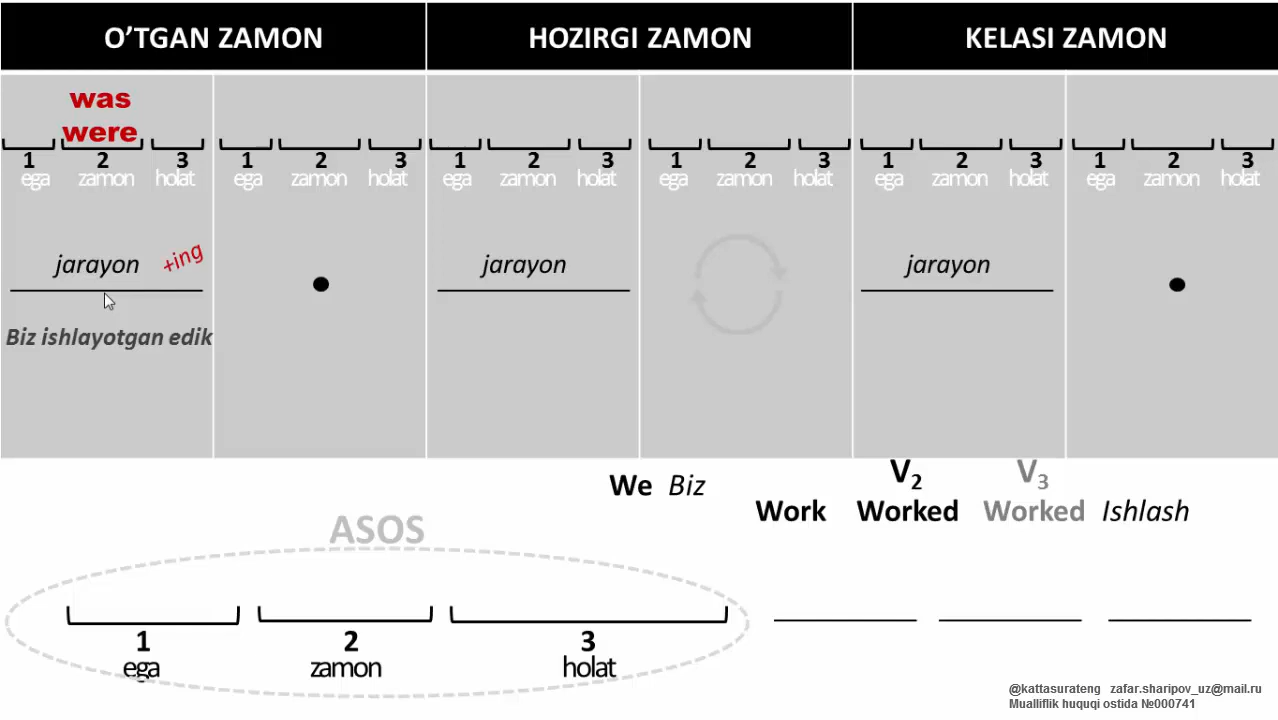 O’TGAN ZAMON HOZIRGI ZAMON KELASI ZAMON
was
were
1 2 3 1 2 3 1 2 3 1 2 3 1 2 3 1 2 3
ega zamon holat ega zamon holat ega zamon holat ega zamon holat ega zamon holat ega zamon holat
jarayon +ing jarayon jarayon
Biz ishlayotgan edik
We Biz
V2 V3
Work Worked Worked Ishlash
ASOS
1 2 3
ega zamon holat
@kattasurateng zafar.sharipov_uz@mail.ru
Mualliflik huquqi ostida №000741